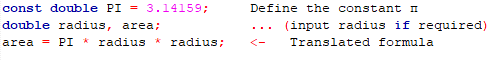 const double PI = 3.14159;     Define the constant π
double radius, area;           ... (input radius if required)
area = PI * radius * radius;   <-   Translated formula